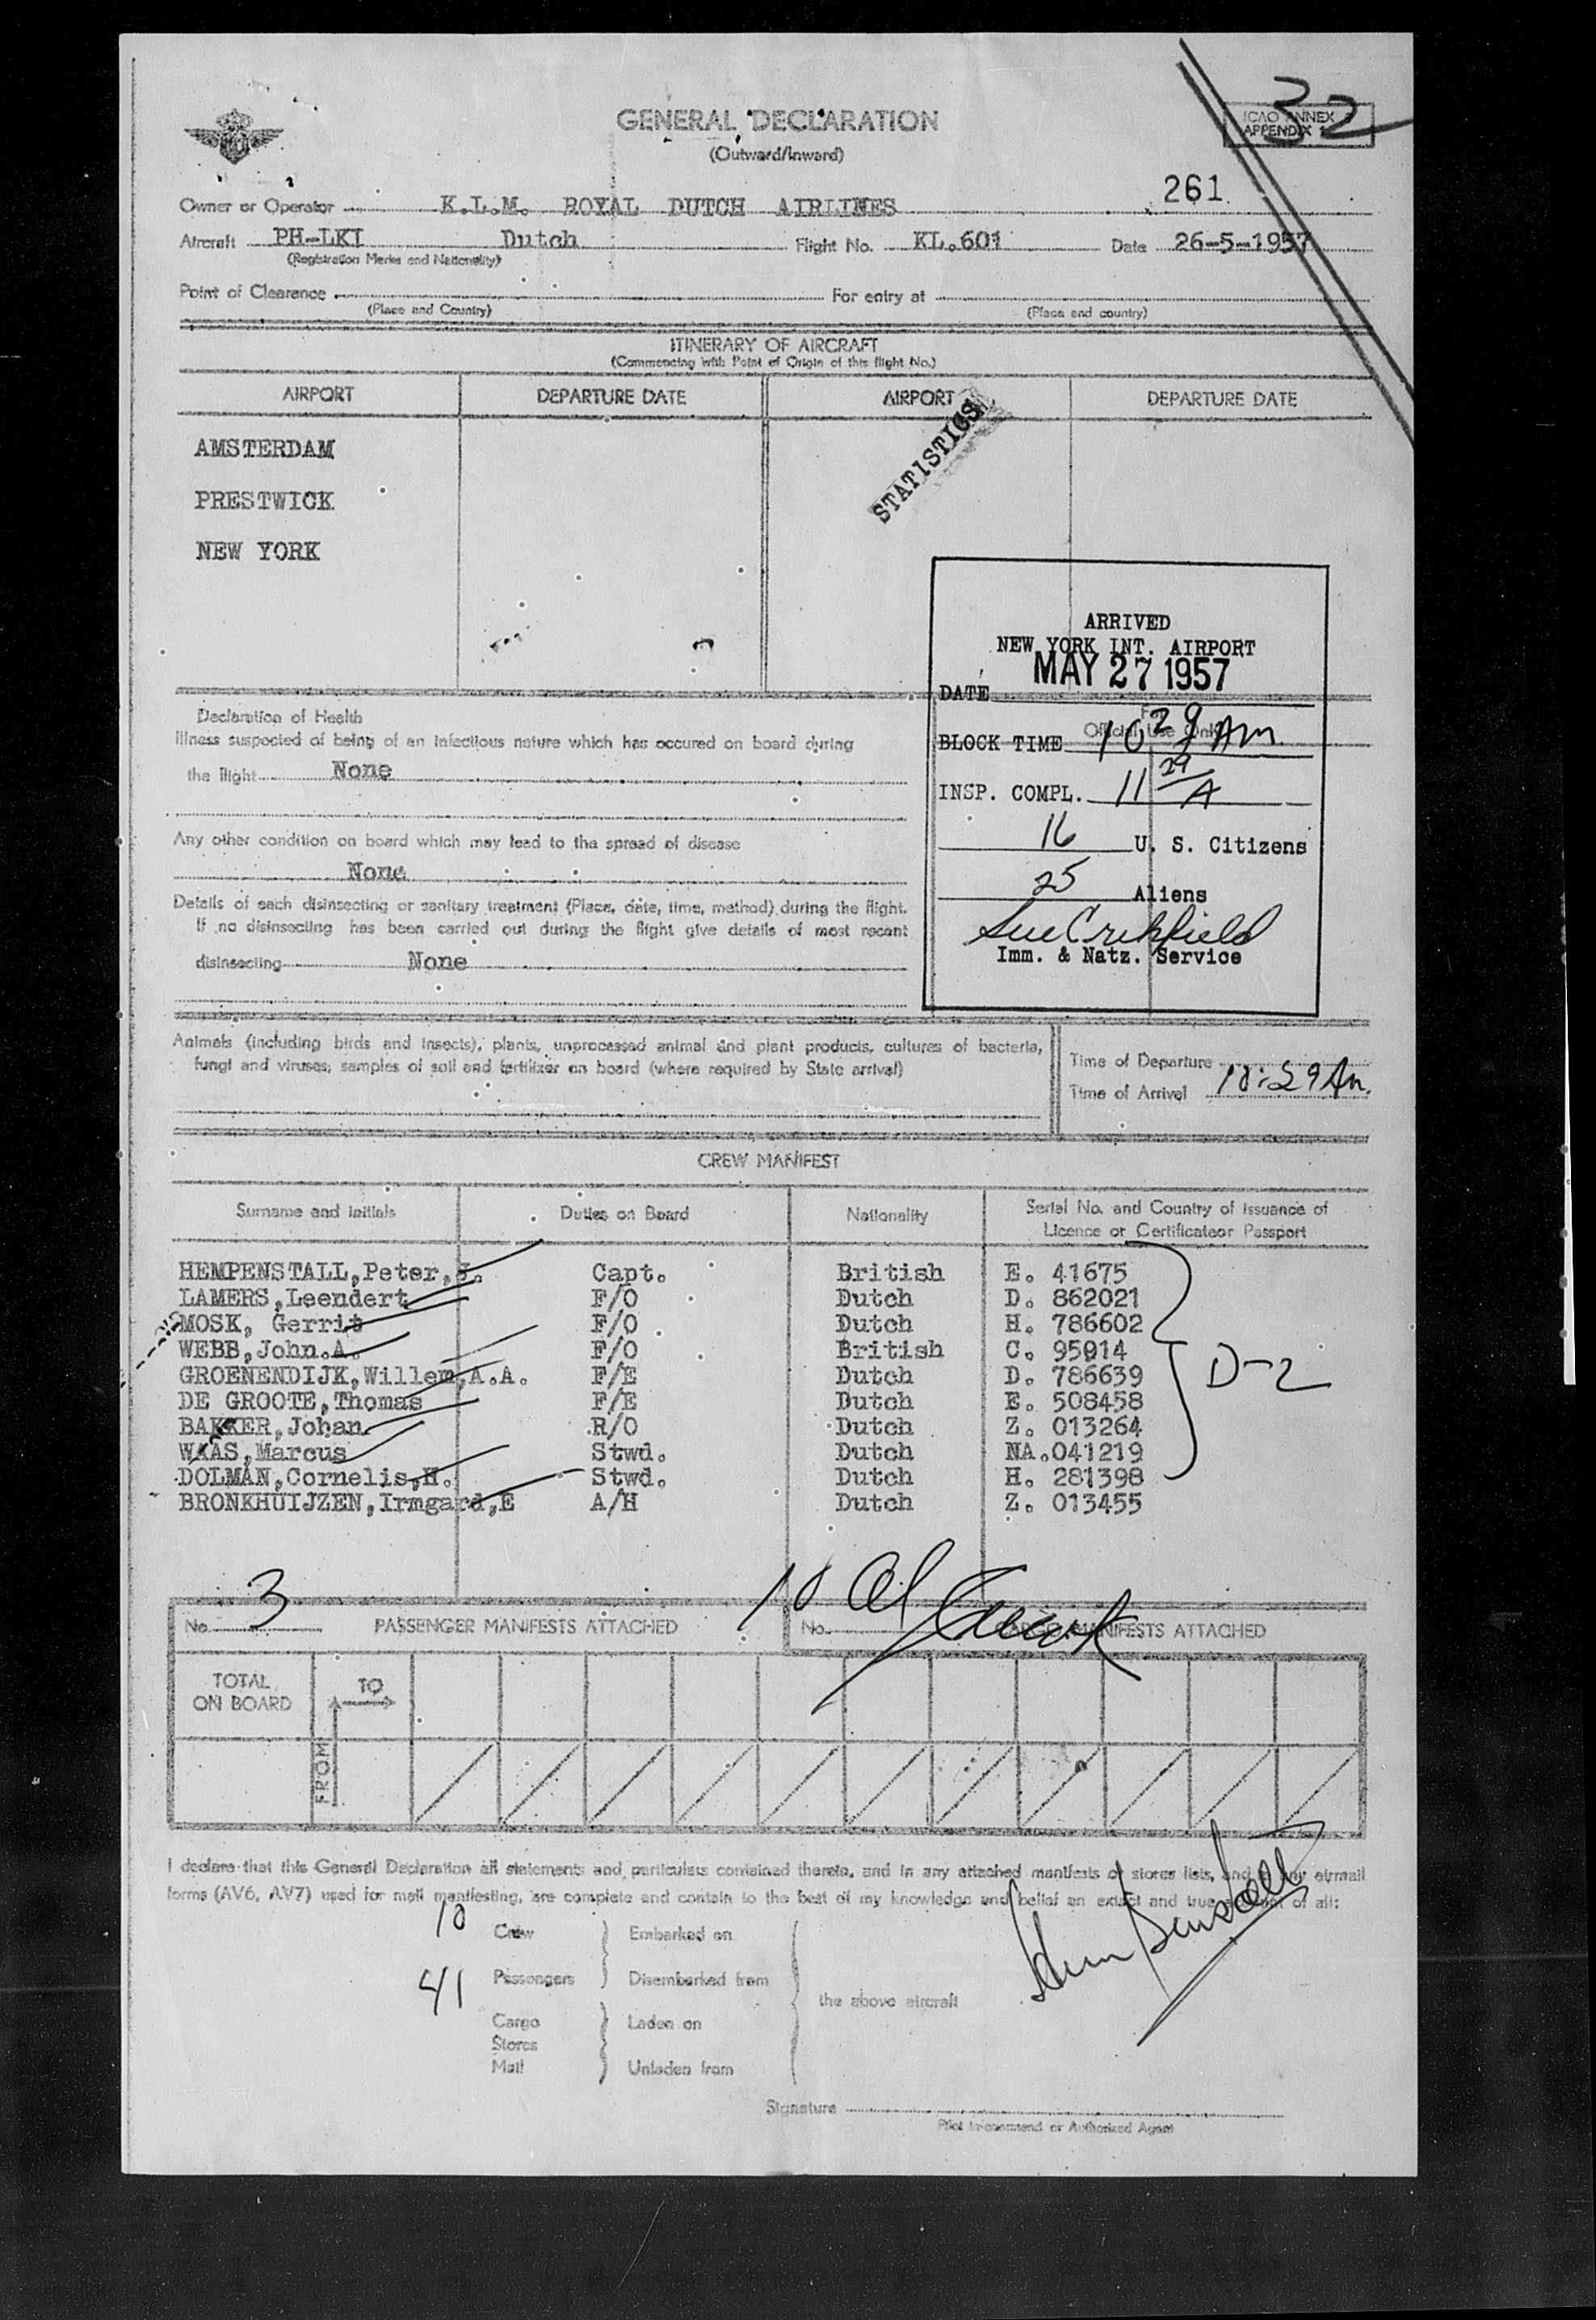 GENERAL DECLARATION
(Outward/Inward)
32
ICAO ANNEX 9
APPENDIX 1
261
Owner or Operator K.L.M. ROYAL DUTCH AIRLINES
Aircraft PH-LKI Dutch Flight No. KL.601 Date 26-5-1957
(Registration Marks and Nationality)
Point of Clearance For entry at
(Place and Country) (Place and country)
ITINERARY OF AIRCRAFT
(Commencing with Point of Origin of this flight No.)
AIRPORT DEPARTURE DATE AIRPORT DEPARTURE DATE
AMSTERDAM
PRESTWICK
NEW YORK
STATISTICS
ARRIVED
NEW YORK INT. AIRPORT
DATE MAY 27 1957
Official Use Only
BLOCK TIME 10 29 AM
INSP. COMPL. 11 29 A
16 U. S. Citizens
25 Aliens
Imm. & Natz. Service
Declaration of Health
Illness suspected of being of an infectious nature which has occured on board during
the flight None
Any other condition on board which may lead to the spread of disease
None
Details of each disinsecting or sanitary treatment (Place, date, time, method) during the flight.
If no disinsecting has been carried out during the flight give details of most recent
disinsecting None
Animals (including birds and insects), plants, unprocessed animal and plant products, cultures of bacteria,
fungi and viruses, samples of soil and fertilizer on board (where required by State arrival)
Time of Departure
Time of Arrival 10:29 Am.
CREW MANIFEST
Surname and Initials Duties on Board Nationality Serial No. and Country of Issuance of
Licence or Certificateor Passport
HEMPENSTALL,Peter,J. Capt. British E. 41675
LAMERS,Leendert F/O Dutch D. 862021
MOSK, Gerrit F/O Dutch H. 786602
WEBB,John.A. F/O British C. 95914
GROENENDIJK,Willem,A.A. F/E Dutch D. 786639
DE GROOTE,Thomas F/E Dutch E. 508458
BAKKER,Johan R/O Dutch Z. 013264
WAAS,Marcus Stwd. Dutch NA.041219
DOLMAN,Cornelis,H. Stwd. Dutch H. 281398
BRONKHUIJZEN,Irmgard,E A/H Dutch Z. 013455
D-2
10
No. 3 PASSENGER MANIFESTS ATTACHED No. CARGO MANIFESTS ATTACHED
TOTAL
ON BOARD
TO
FROM
I declare that this General Declaration all statements and particulars contained therein, and in any attached manifests of stores lists, and in any airmail
forms (AV6, AV7) used for mail manifesting, are complete and contain to the best of my knowledge and belief an extact and true account of all:
10 Crew Embarked on
41 Passengers Disembarked from
the above aircraft
Cargo Laden on
Stores
Mail Unladen from
Signature
Pilot in-command or Authorised Agent